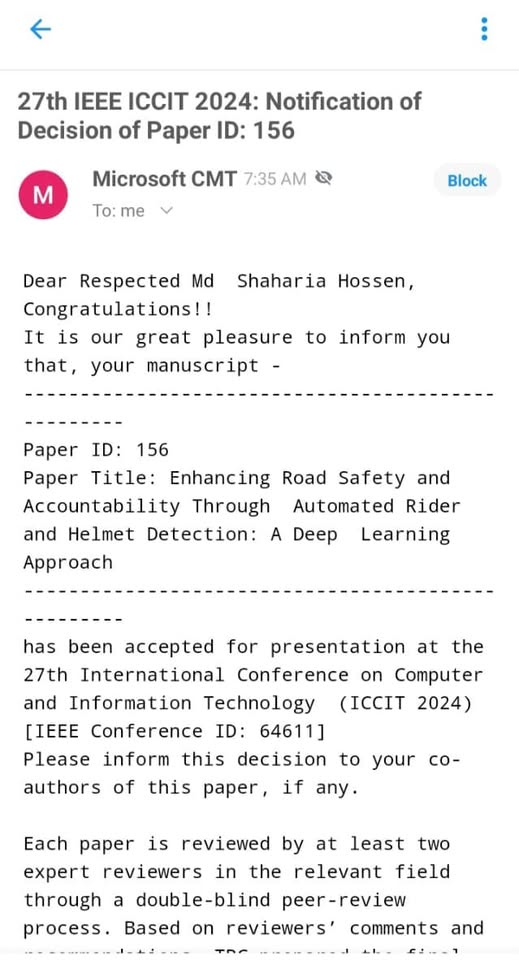 27th IEEE ICCIT 2024: Notification of
Decision of Paper ID: 156
M
Microsoft CMT 7:35 AM
Block
To: me
Dear Respected Md  Shaharia Hossen,
Congratulations!!
It is our great pleasure to inform you
that, your manuscript -
------------------------------------------
---------
Paper ID: 156
Paper Title: Enhancing Road Safety and
Accountability Through  Automated Rider
and Helmet Detection: A Deep  Learning
Approach
------------------------------------------
---------
has been accepted for presentation at the
27th International Conference on Computer
and Information Technology  (ICCIT 2024)
[IEEE Conference ID: 64611]
Please inform this decision to your co-
authors of this paper, if any.
Each paper is reviewed by at least two
expert reviewers in the relevant field
through a double-blind peer-review
process. Based on reviewers’ comments and